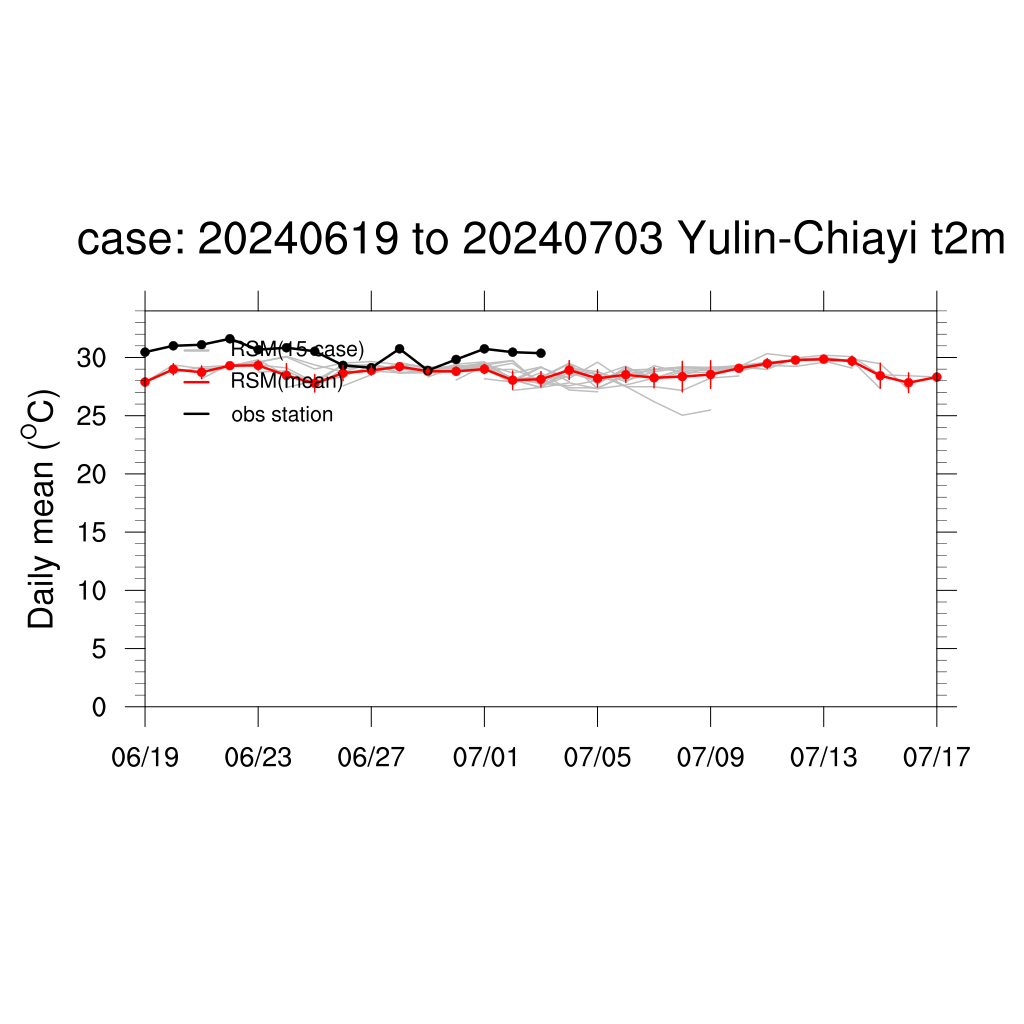 case: 20240619 to 20240703 Yulin-Chiayi t2m
Daily mean (°C)
30
25
20
15
10
5
0
RSM(15 case)
RSM(mean)
obs station
06/19 06/23 06/27 07/01 07/05 07/09 07/13 07/17